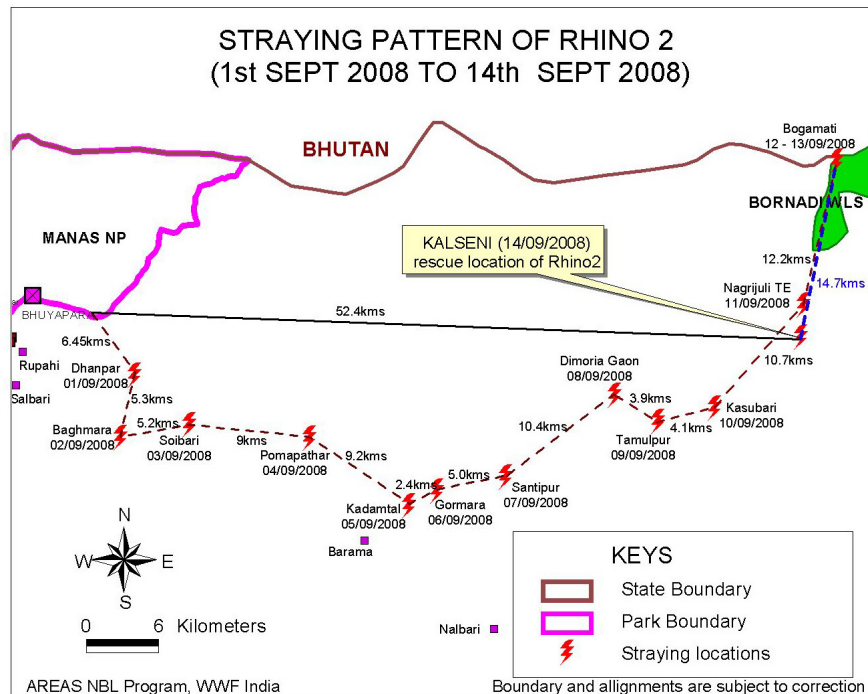 STRAYING PATTERN OF RHINO 2
(1st SEPT 2008 TO 14th SEPT 2008)
Bogamati
12 - 13/09/2008
BHUTAN
BORNADI WLS
MANAS NP
KALSENI (14/09/2008)
rescue location of Rhino2
12.2kms
14.7kms
Nagrijuli TE
11/09/2008
BHUYAPARA
52.4kms
6.45kms
10.7kms
Rupahi
Dhanpar
01/09/2008
Dimoria Gaon
08/09/2008
Salbari
5.3kms
3.9kms
Kasubari
10/09/2008
5.2kms
Baghmara
02/09/2008
Soibari
03/09/2008
9kms
Pomapathar
04/09/2008
10.4kms
Tamulpur
09/09/2008
4.1kms
9.2kms
2.4kms
5.0kms
Kadamtal
05/09/2008
Gormara
06/09/2008
Santipur
07/09/2008
Barama
N
W
E
S
6
0
6 Kilometers
Nalbari
KEYS
State Boundary
Park Boundary
Straying locations
AREAS NBL Program, WWF India
Boundary and allignments are subject to correction